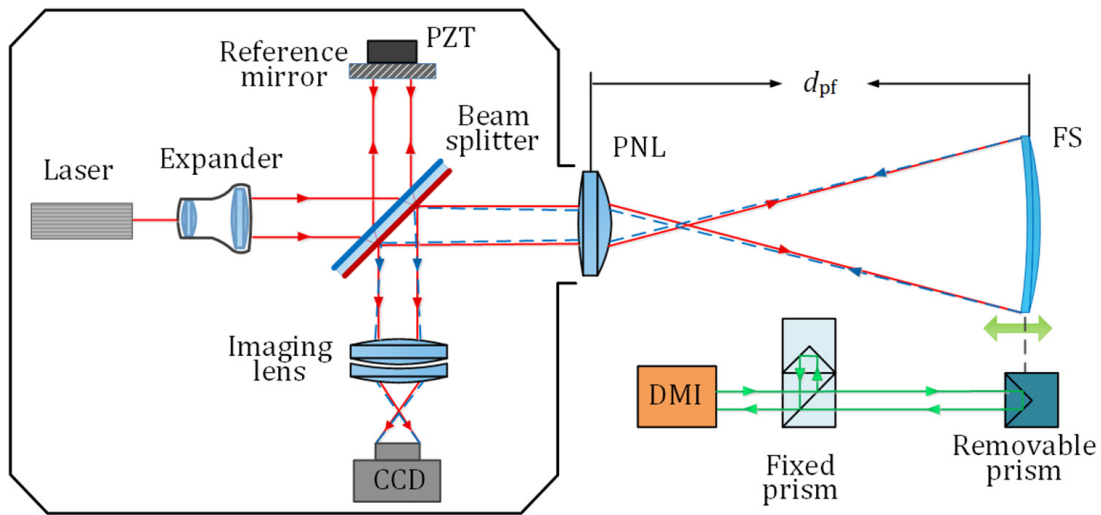 PZT
Reference
mirror
d_pf
Beam
splitter
PNL
FS
Laser
Expander
Imaging
lens
DMI
CCD
Fixed
prism
Removable
prism